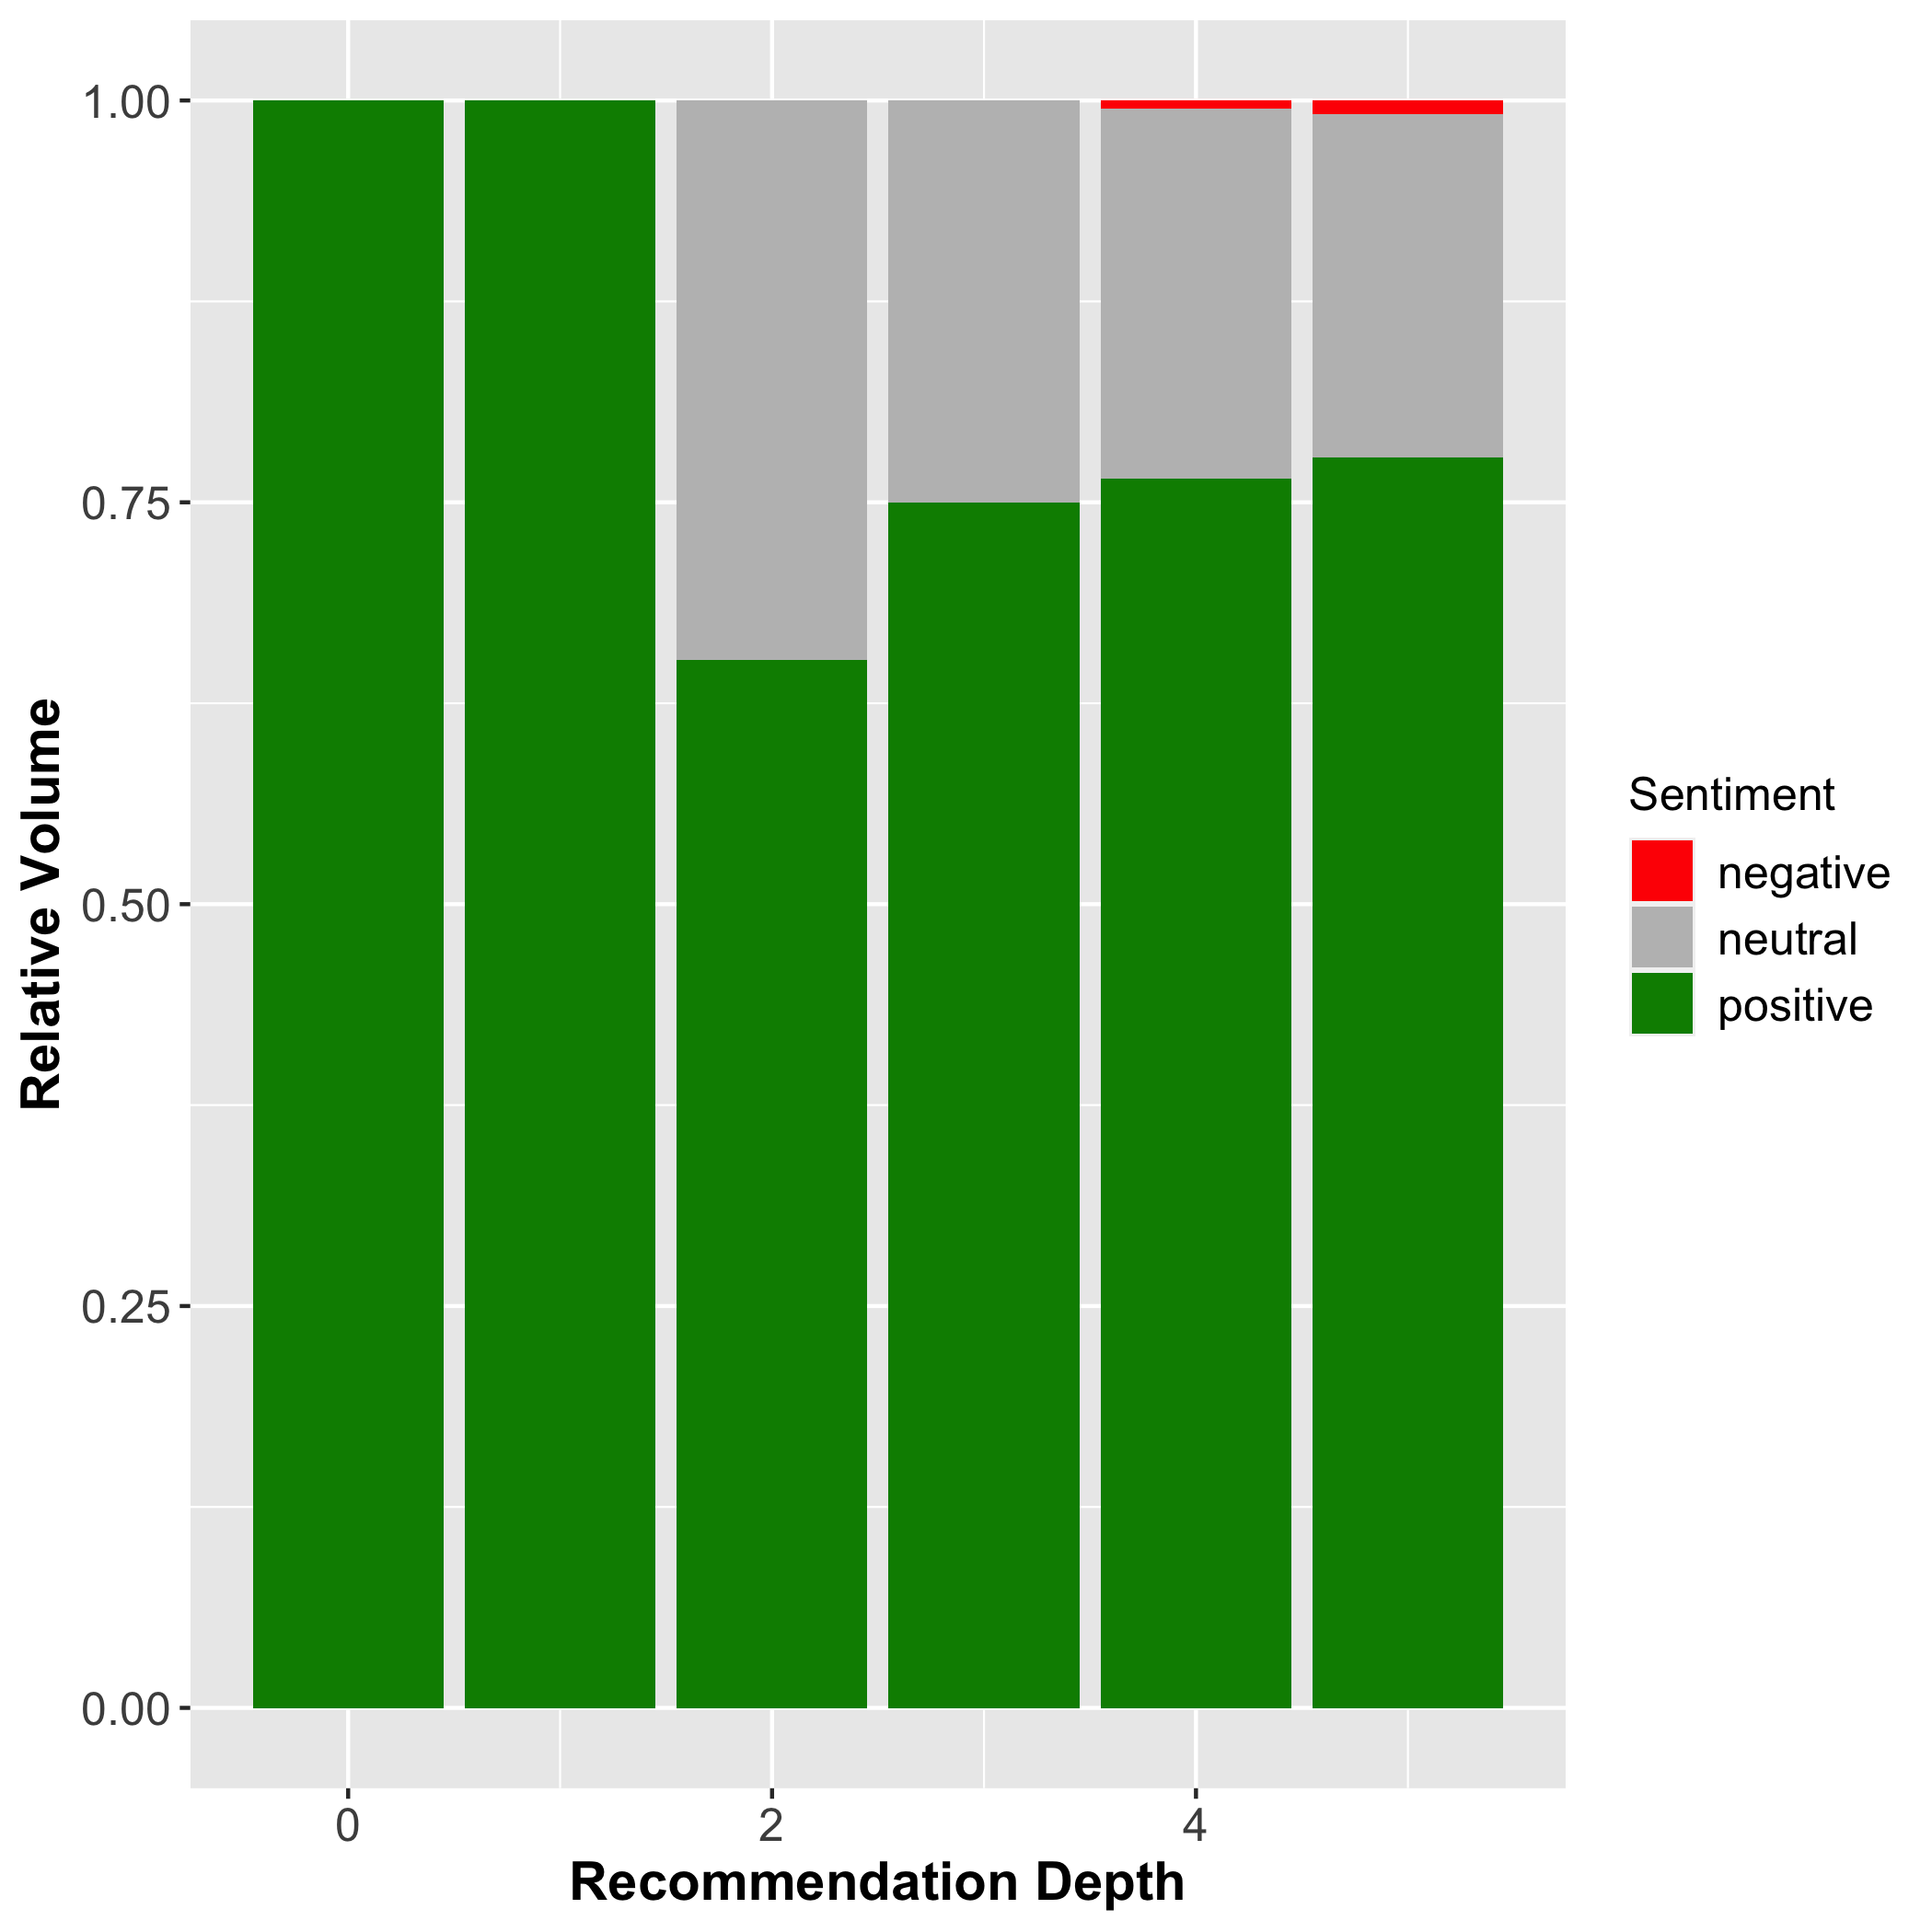 1.00
0.75
0.50
0.25
0.00
Relative Volume
0
2
4
Recommendation Depth
Sentiment
negative
neutral
positive